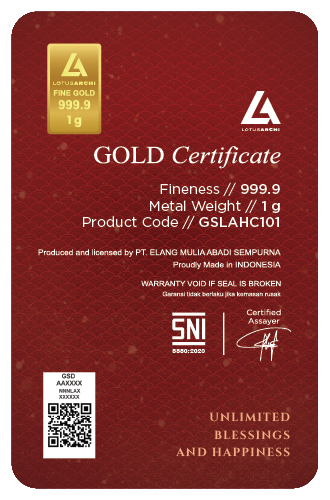 LOTUSARCHI
FINE GOLD
999.9
1g
LOTUSARCHI
GOLD Certificate
Fineness // 999.9
Metal Weight // 1 g
Product Code // GSLAHC101
Produced and licensed by PT. ELANG MULIA ABADI SEMPURNA
Proudly Made in INDONESIA
WARRANTY VOID IF SEAL IS BROKEN
Garansi tidak berlaku jika kemasan rusak
SNI
8880:2020
Certified
Assayer
GSD
AAXXXX
NNNLAX
XXXXXX
UNLIMITED
BLESSINGS
AND HAPPINESS